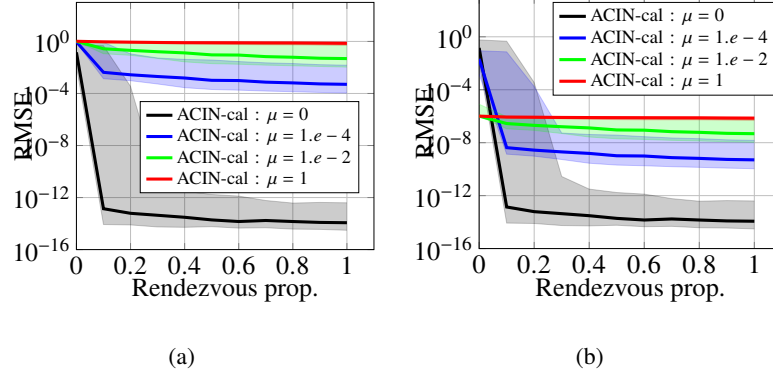 10^0
10^-4
10^-8
10^-12
10^-16
RMSE
ACIN-cal : μ = 0
ACIN-cal : μ = 1.e − 4
ACIN-cal : μ = 1.e − 2
ACIN-cal : μ = 1
0 0.2 0.4 0.6 0.8 1
Rendezvous prop.
(a)
10^0
10^-4
10^-8
10^-12
10^-16
RMSE
ACIN-cal : μ = 0
ACIN-cal : μ = 1.e − 4
ACIN-cal : μ = 1.e − 2
ACIN-cal : μ = 1
0 0.2 0.4 0.6 0.8 1
Rendezvous prop.
(b)